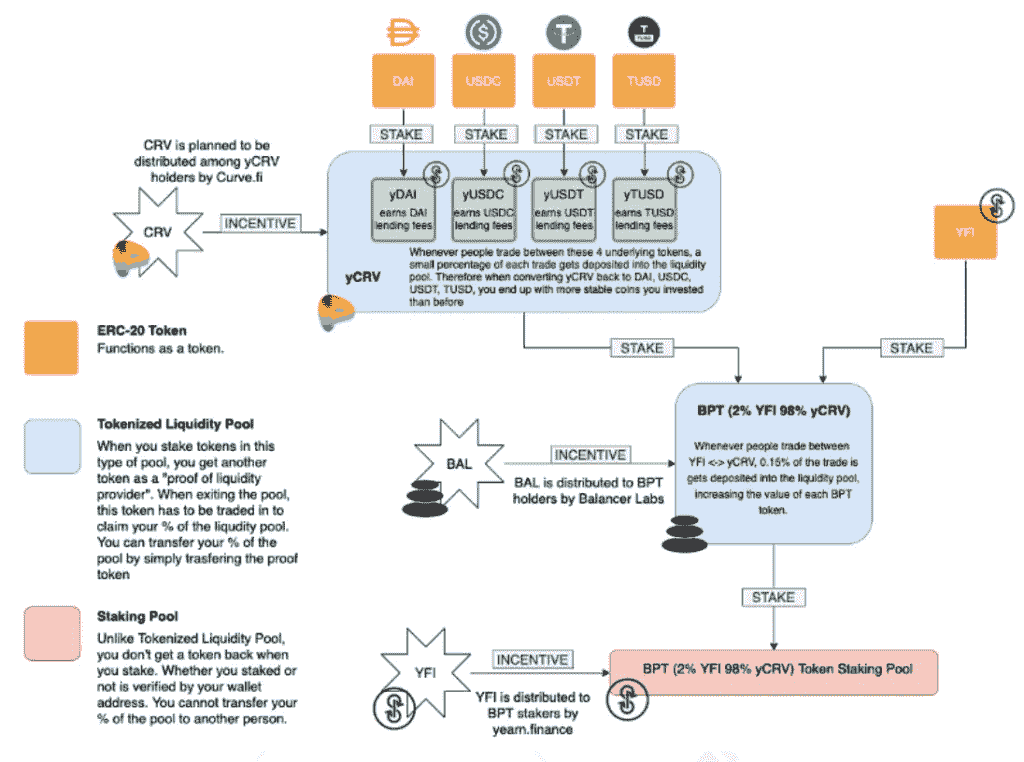 DAI
USDC
USDT
TUSD
STAKE
STAKE
STAKE
STAKE
CRV is planned to be
distributed among yCRV
holders by Curve.fi
CRV
INCENTIVE
yDAI
earns DAI
lending fees
yUSDC
earns USDC
lending fees
yUSDT
earns USDT
lending fees
yTUSD
earns TUSD
lending fees
yCRV
Whenever people trade between these 4 underlying tokens, a
small percentage of each trade gets deposited into the liquidity
pool. Therefore when converting yCRV back to DAI, USDC,
USDT, TUSD, you end up with more stable coins you invested
than before
YFI
STAKE
STAKE
ERC-20 Token
Functions as a token.
Tokenized Liquidity Pool
When you stake tokens in this
type of pool, you get another
token as a "proof of liquidity
provider". When exiting the pool,
this token has to be traded in to
claim your % of the liqudity pool.
You can transfer your % of the
pool by simply trasfering the proof
token
BAL
INCENTIVE
BAL is distributed to BPT
holders by Balancer Labs
BPT (2% YFI 98% yCRV)
Whenever people trade between
YFI <-> yCRV, 0.15% of the trade is
gets deposited into the liquidity pool,
increasing the value of each BPT
token.
STAKE
Staking Pool
Unlike Tokenized Liquidity Pool,
you don't get a token back when
you stake. Whether you staked or
not is verified by your wallet
address. You cannot transfer your
% of the pool to another person.
YFI
INCENTIVE
YFI is distributed to
BPT stakers by
yearn.finance
BPT (2% YFI 98% yCRV) Token Staking Pool